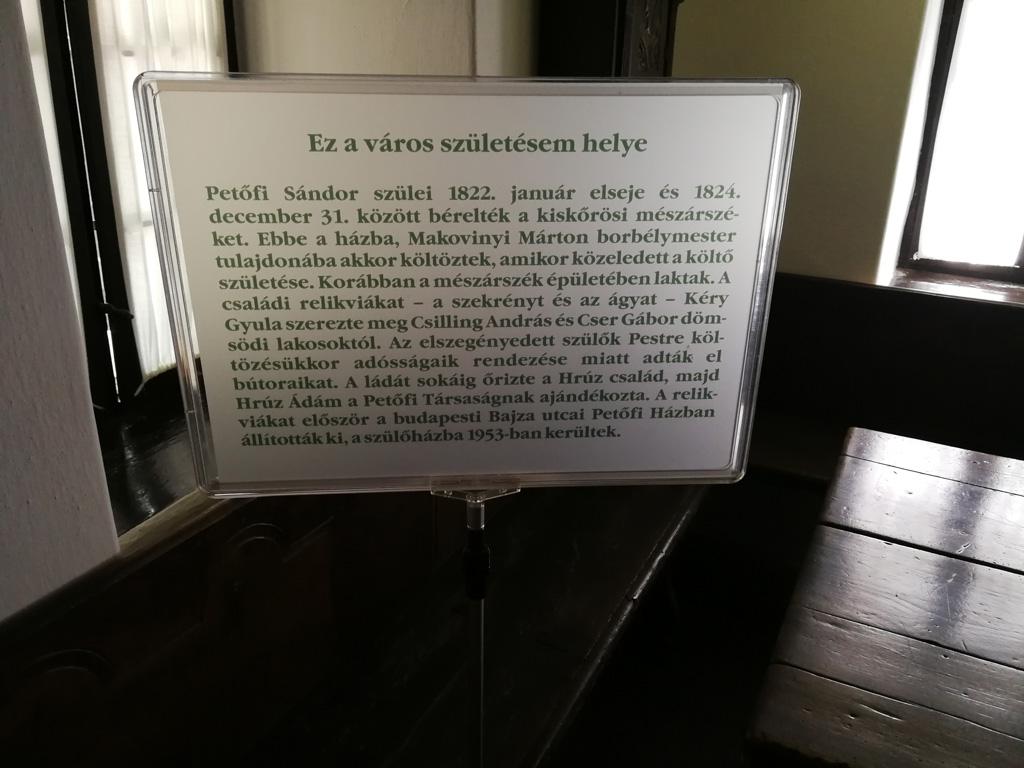 Ez a város születésem helye
Petőfi Sándor szülei 1822. január elseje és 1824.
december 31. között bérelték a kiskőrösi mészárszé-
ket. Ebbe a házba, Makovinyi Márton borbélymester
tulajdonába akkor költöztek, amikor közeledett a költő
születése. Korábban a mészárszék épületében laktak. A
családi relikviákat – a szekrényt és az ágyat – Kéry
Gyula szerezte meg Csilling András és Cser Gábor döm-
södi lakosoktól. Az elszegényedett szülők Pestre köl-
tözésükkor adósságaik rendezése miatt adták el
bútoraikat. A ládát sokáig őrizte a Hrúz család, majd
Hrúz Ádám a Petőfi Társaságnak ajándékozta. A relik-
viákat először a budapesti Bajza utcai Petőfi Házban
állították ki, a szülőházba 1953-ban kerültek.